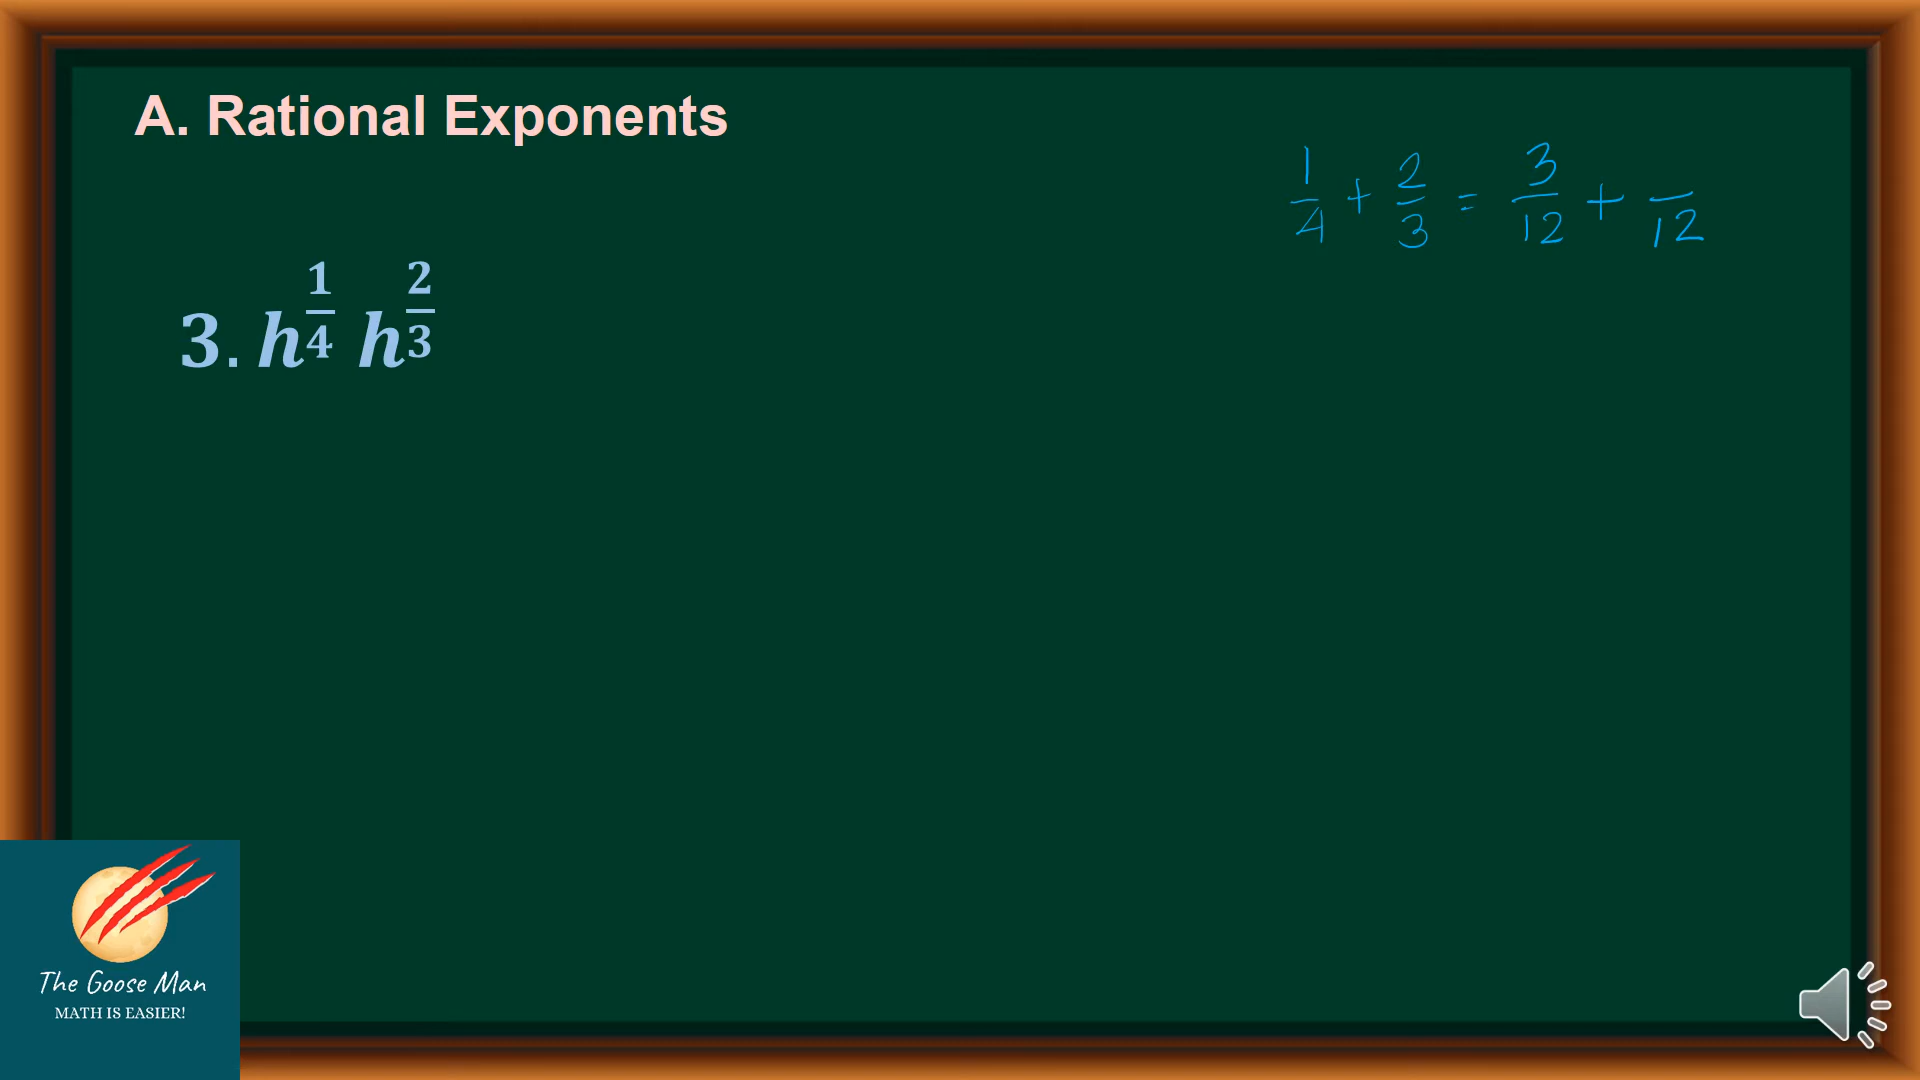 A. Rational Exponents
1/4 + 2/3 = 3/12 + /12
3. h^(1/4) h^(2/3)
The Goose Man
MATH IS EASIER!